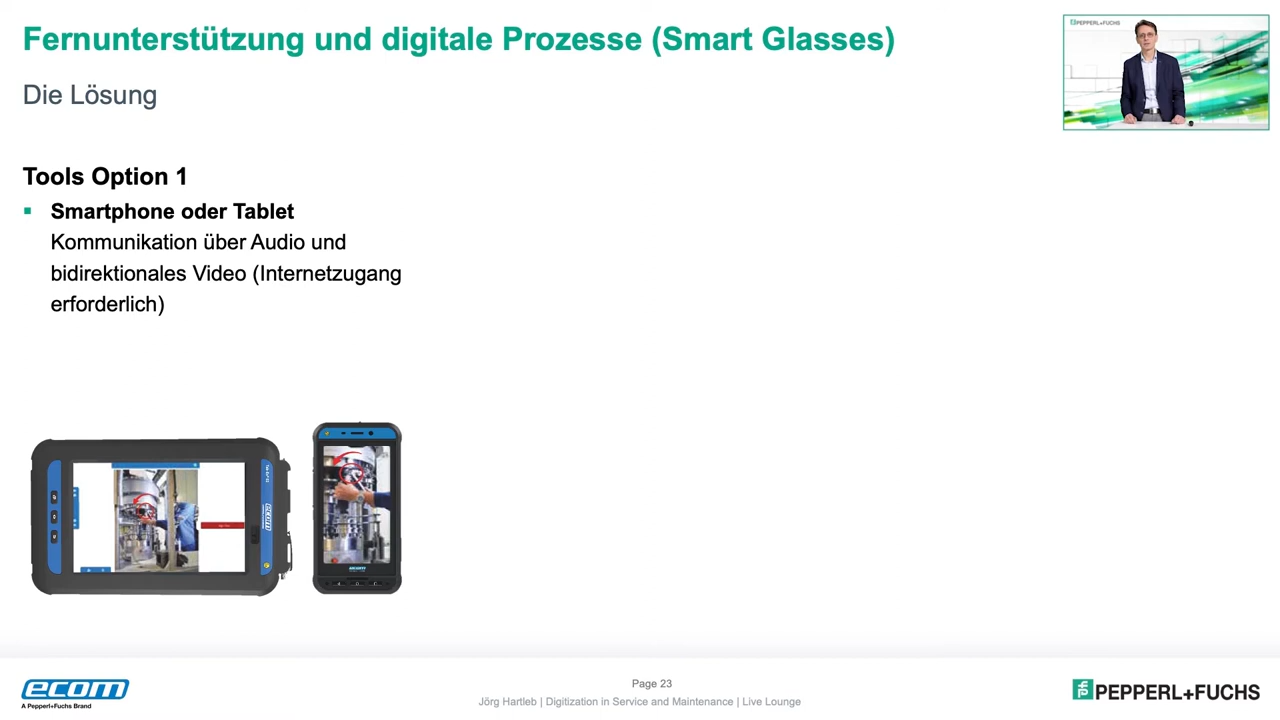 Fernunterstützung und digitale Prozesse (Smart Glasses)
PEPPERL+FUCHS
Die Lösung
Tools Option 1
Smartphone oder Tablet
Kommunikation über Audio und
bidirektionales Video (Internetzugang
erforderlich)
ecom
ecom
ecom
A Pepperl+Fuchs Brand
Page 23
Jörg Hartleb | Digitization in Service and Maintenance | Live Lounge
PEPPERL+FUCHS